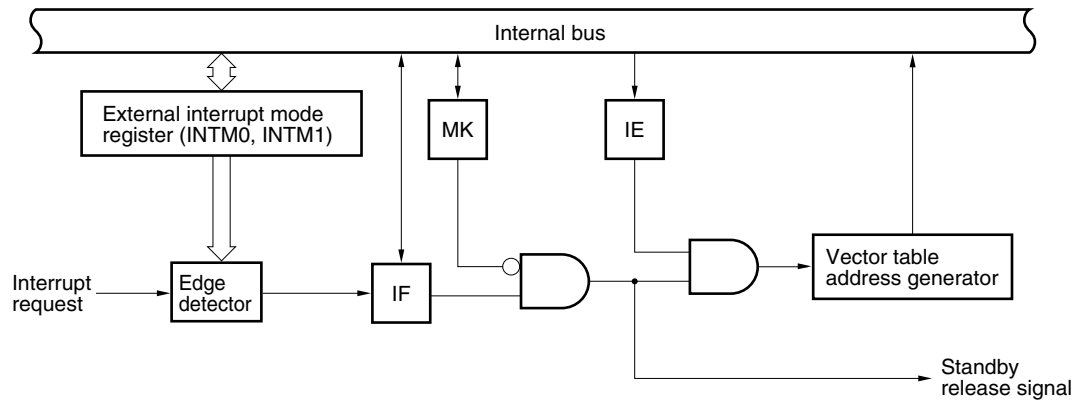 Internal bus
External interrupt mode
register (INTM0, INTM1)
MK
IE
Interrupt
request
Edge
detector
IF
Vector table
address generator
Standby
release signal